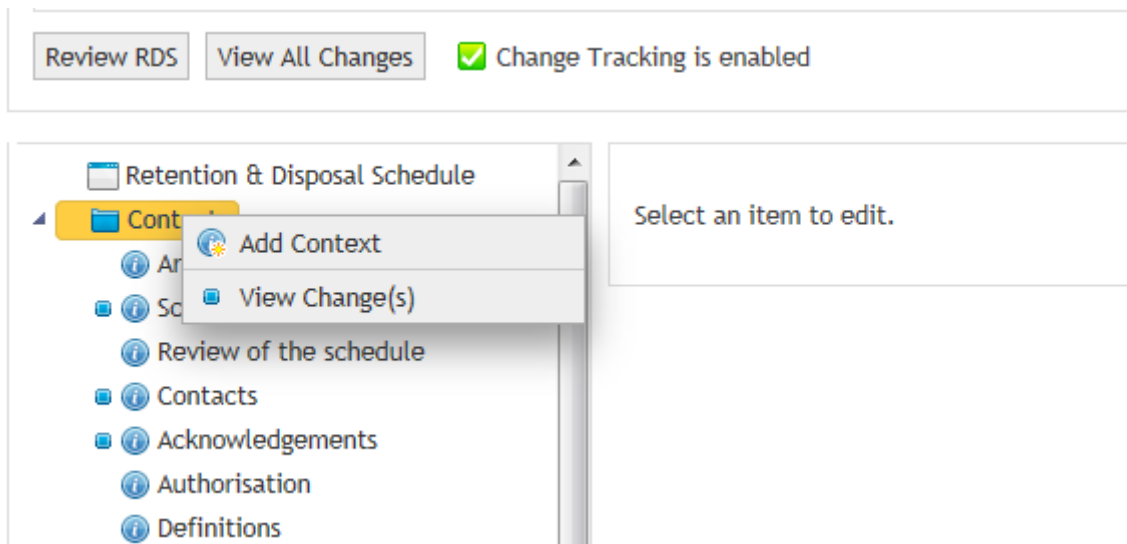 Review RDS View All Changes Change Tracking is enabled
Retention & Disposal Schedule
Select an item to edit.
Add Context
View Change(s)
Review of the schedule
Contacts
Acknowledgements
Authorisation
Definitions